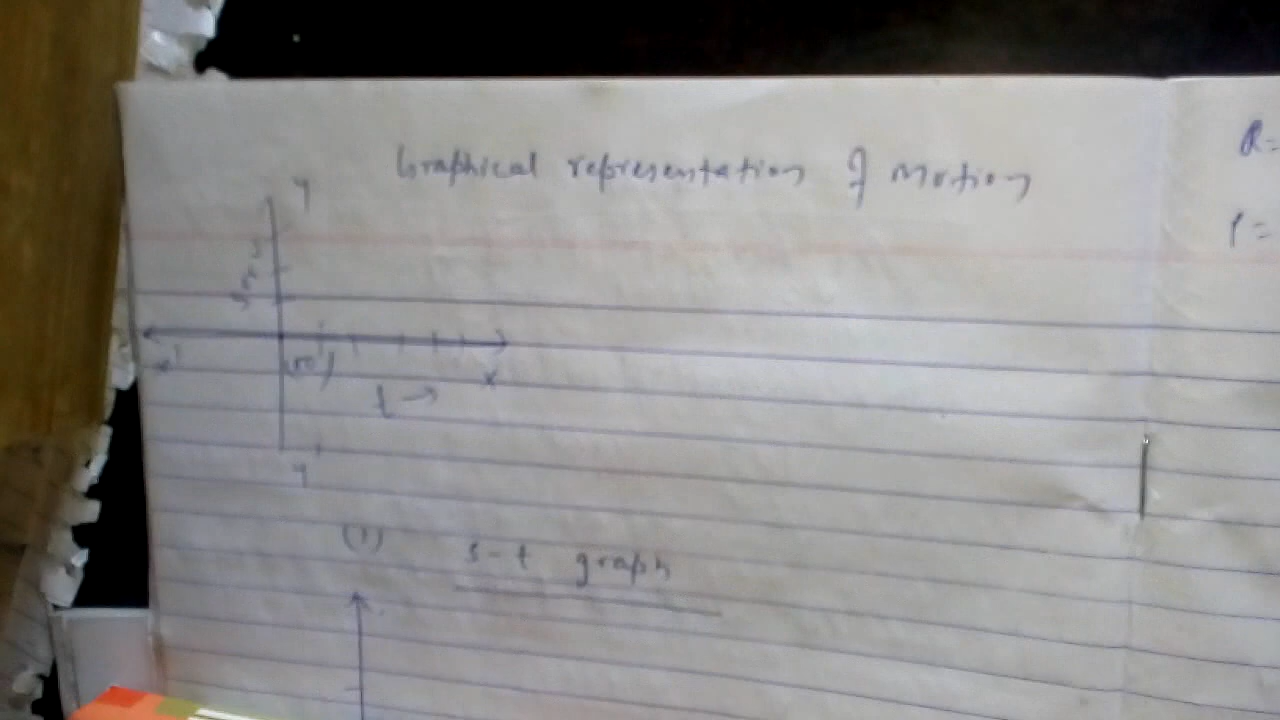 Graphical representation of motion
R=
Y
P=
x'
x
t →
Y
(1) s-t graph